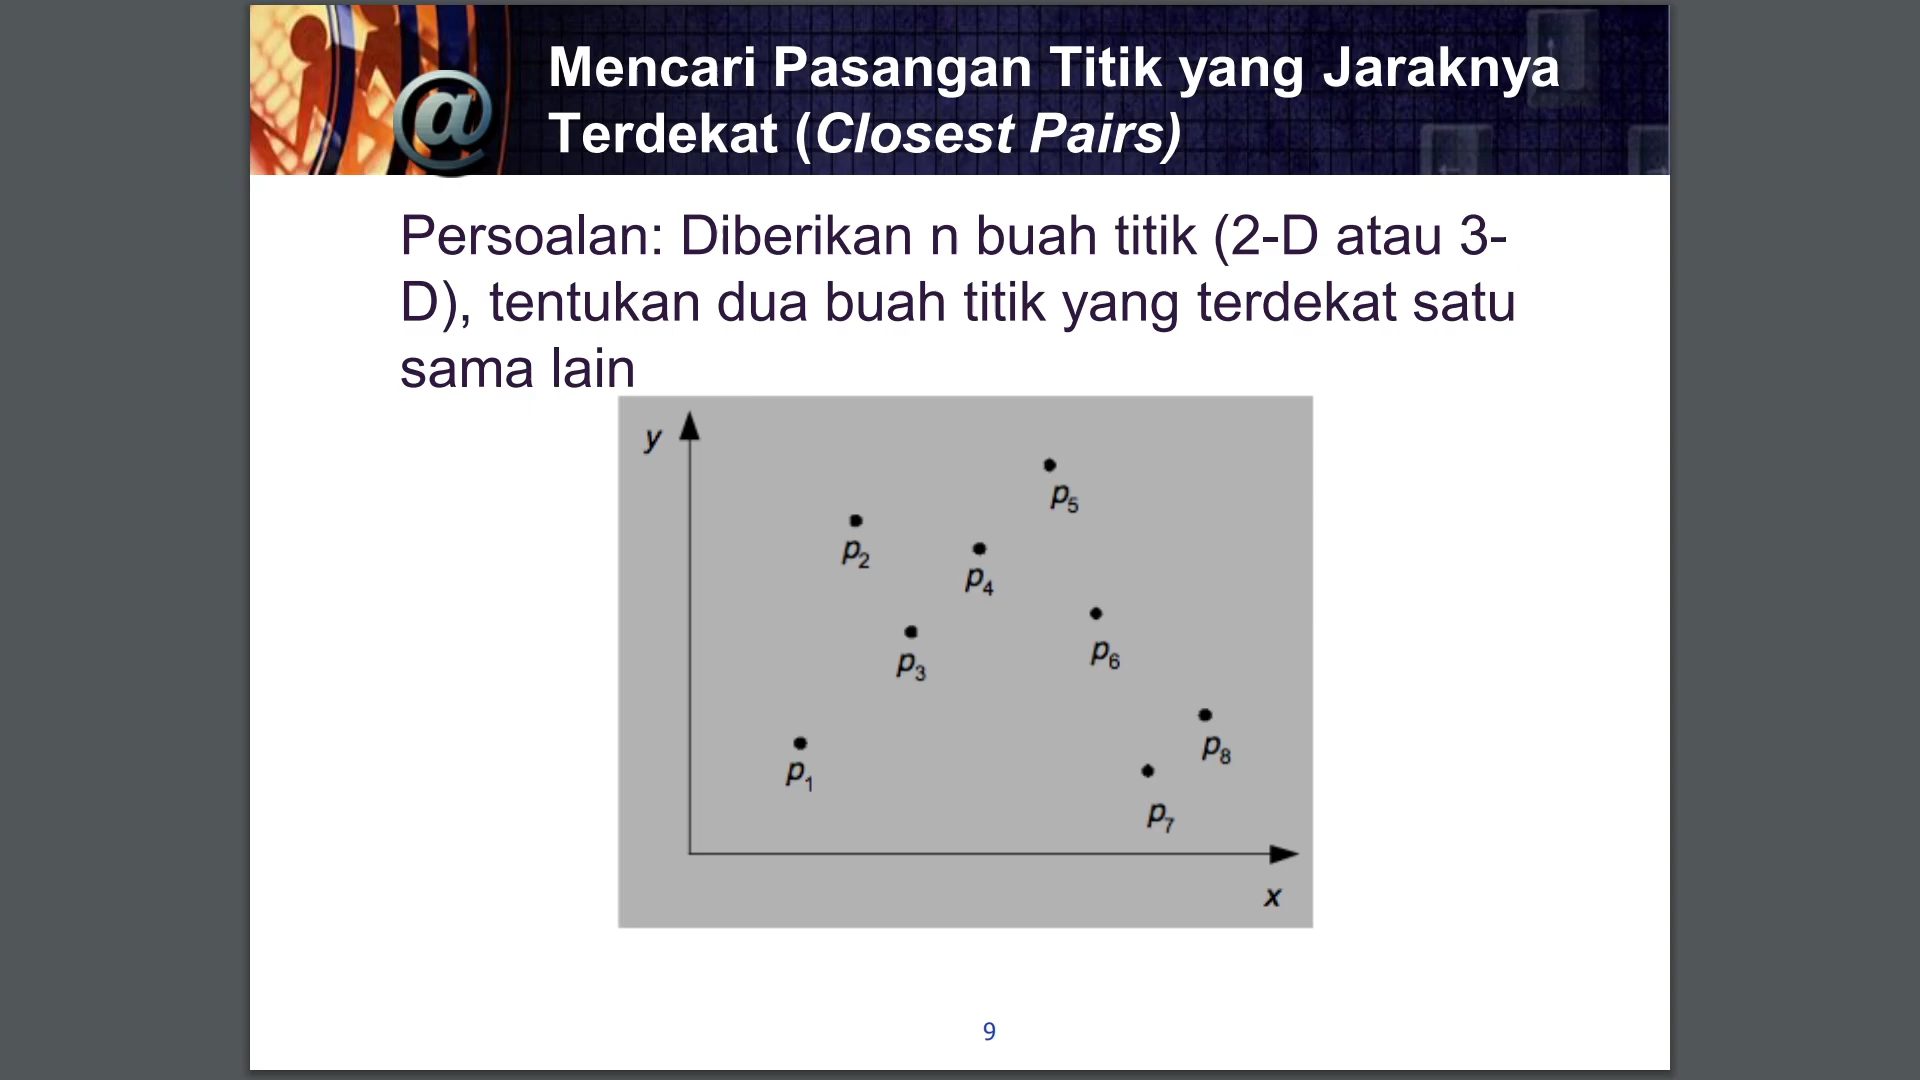 Mencari Pasangan Titik yang Jaraknya
Terdekat (Closest Pairs)
@
Persoalan: Diberikan n buah titik (2-D atau 3-
D), tentukan dua buah titik yang terdekat satu
sama lain
y
p5
p2
p4
p6
p3
p8
p1
p7
x
9